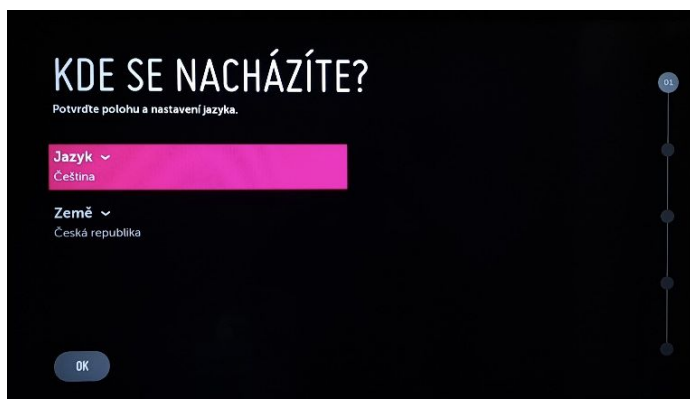 KDE SE NACHÁZÍTE?
Potvrďte polohu a nastavení jazyka.
01
Jazyk
Čeština
Země
Česká republika
OK